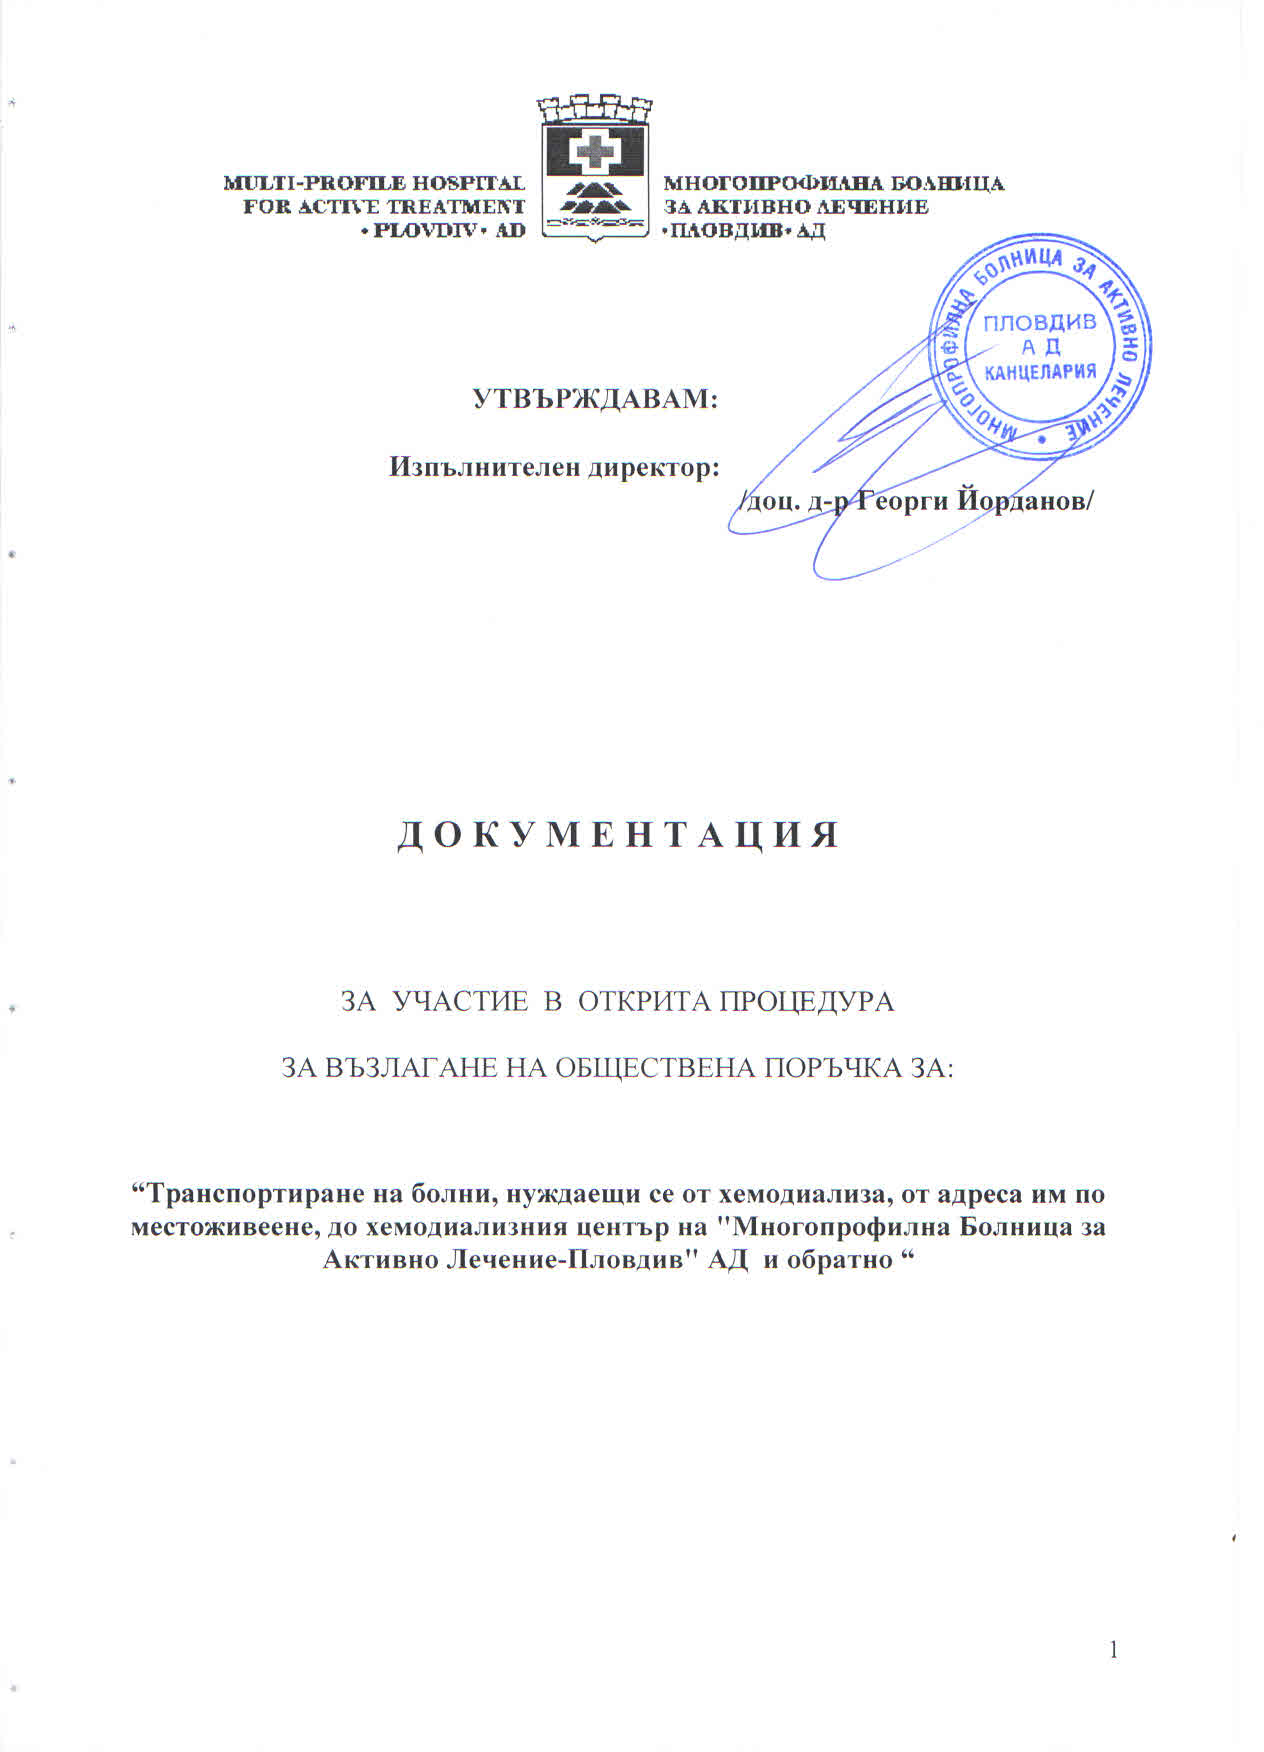 MULTI-PROFILE HOSPITAL
FOR ACTIVE TREATMENT
• PLOVDIV • AD
МНОГОПРОФИЛНА БОЛНИЦА
ЗА АКТИВНО ЛЕЧЕНИЕ
•ПЛОВДИВ• АД
МНОГОПРОФИЛНА БОЛНИЦА ЗА АКТИВНО ЛЕЧЕНИЕ •
ПЛОВДИВ
А Д
КАНЦЕЛАРИЯ
УТВЪРЖДАВАМ:
Изпълнителен директор:
/доц. д-р Георги Йорданов/
Д О К У М Е Н Т А Ц И Я
ЗА УЧАСТИЕ В ОТКРИТА ПРОЦЕДУРА
ЗА ВЪЗЛАГАНЕ НА ОБЩЕСТВЕНА ПОРЪЧКА ЗА:
“Транспортиране на болни, нуждаещи се от хемодиализа, от адреса им по
местоживеене, до хемодиализния център на "Многопрофилна Болница за
Активно Лечение-Пловдив" АД и обратно “
1